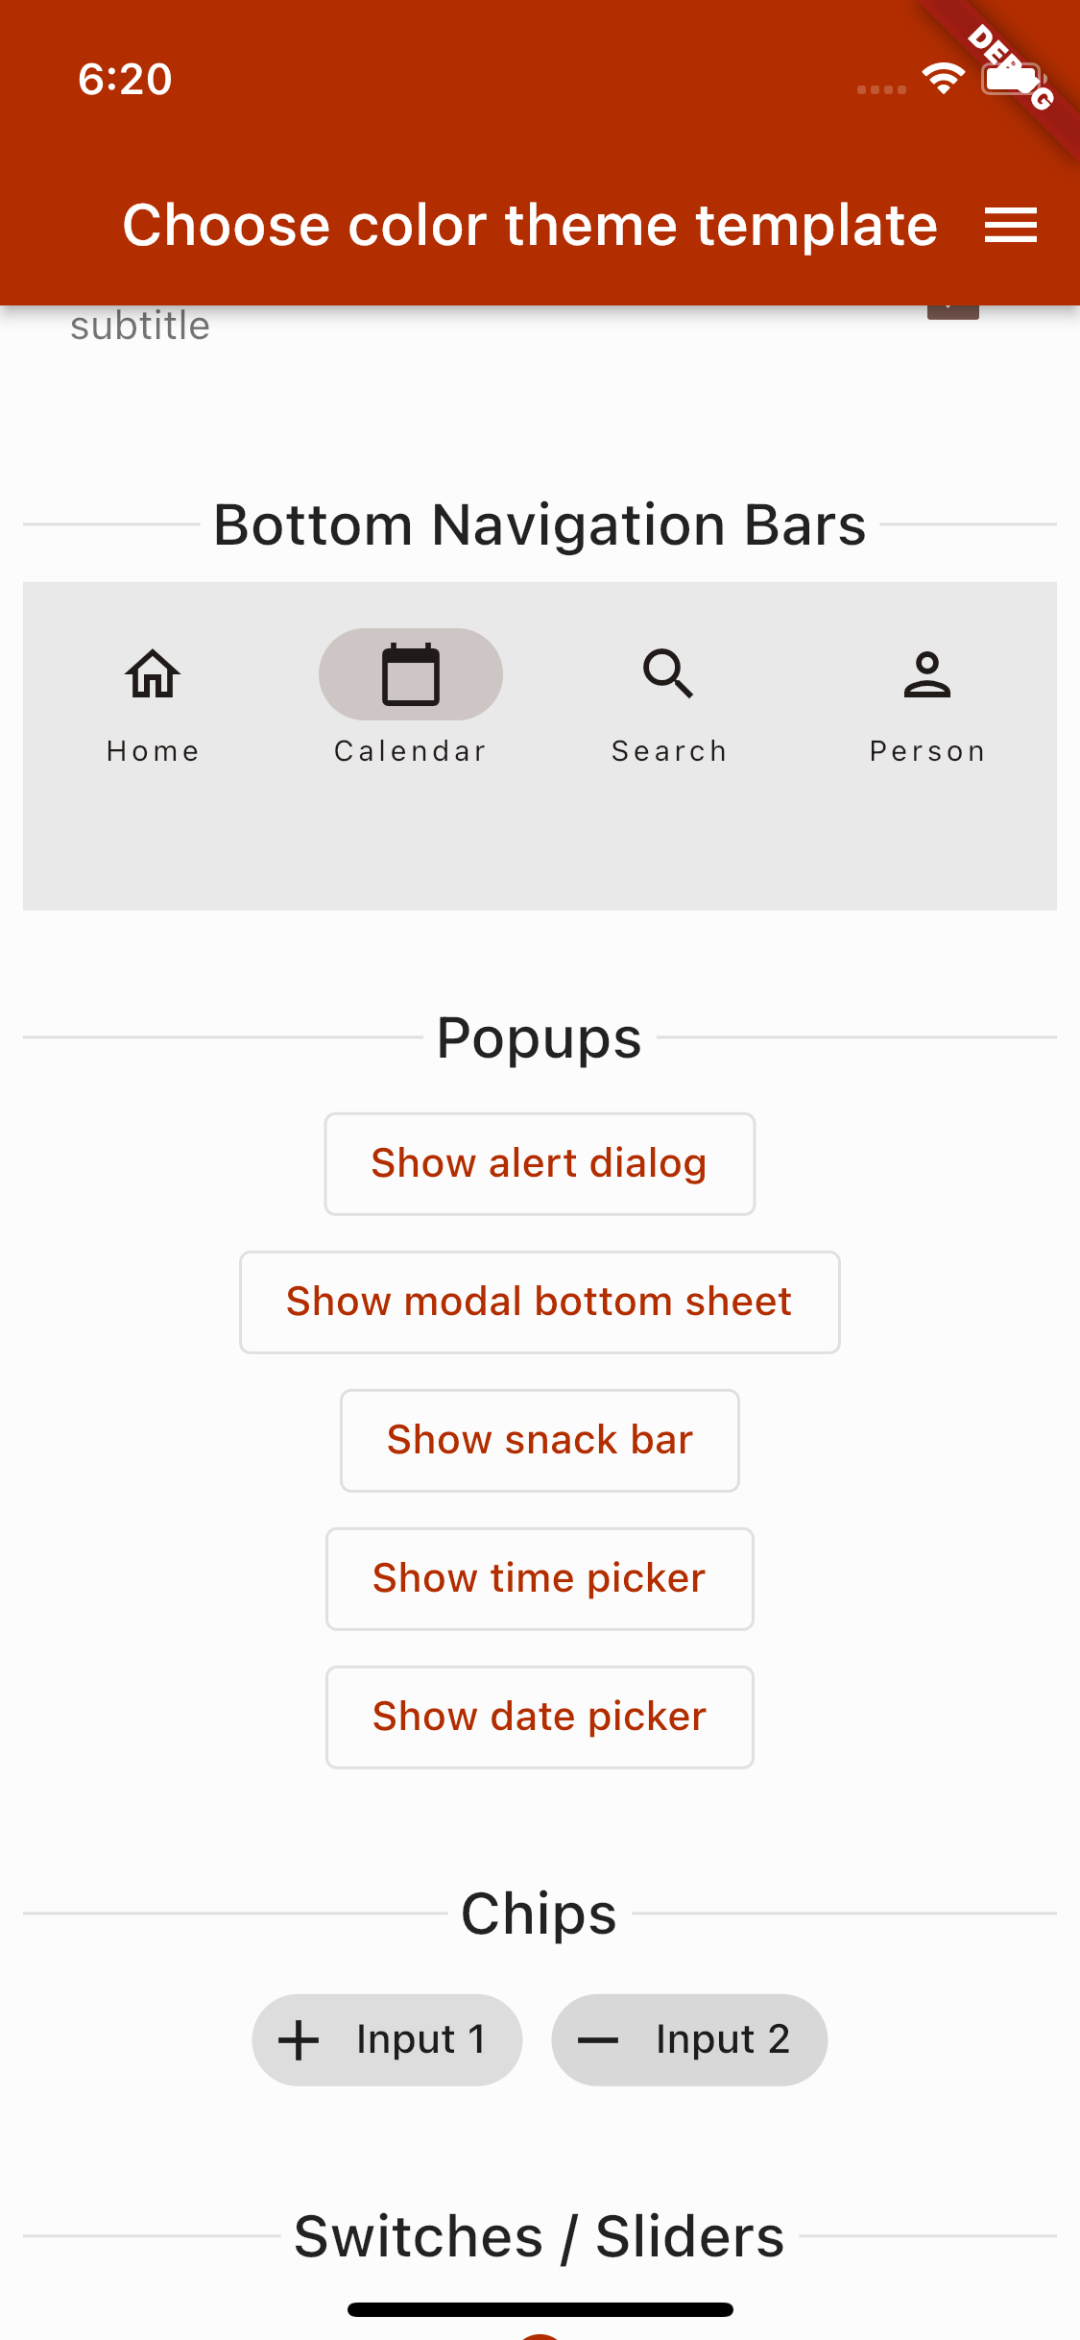 6:20
DEBUG
Choose color theme template
subtitle
Bottom Navigation Bars
Home
Calendar
Search
Person
Popups
Show alert dialog
Show modal bottom sheet
Show snack bar
Show time picker
Show date picker
Chips
Input 1
Input 2
Switches / Sliders